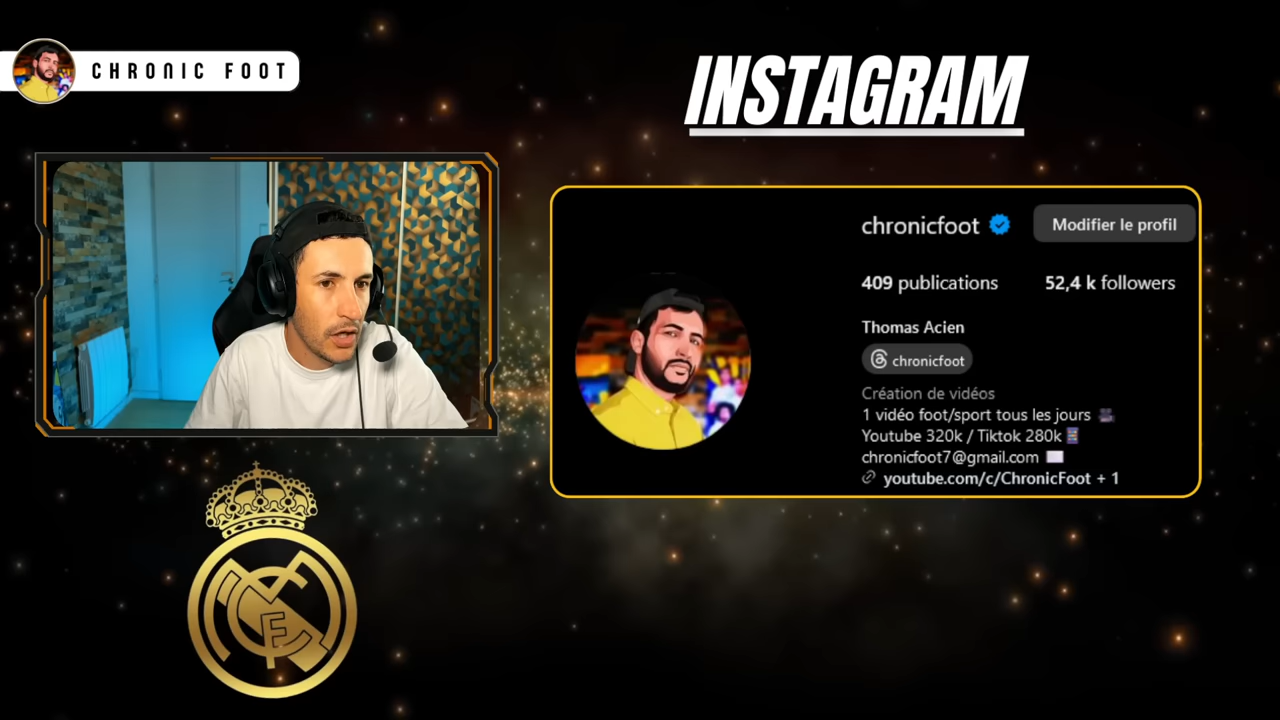 CHRONIC FOOT
INSTAGRAM
chronicfoot
Modifier le profil
409 publications
52,4 k followers
Thomas Acien
chronicfoot
Création de vidéos
1 vidéo foot/sport tous les jours
Youtube 320k / Tiktok 280k
chronicfoot7@gmail.com
youtube.com/c/ChronicFoot + 1